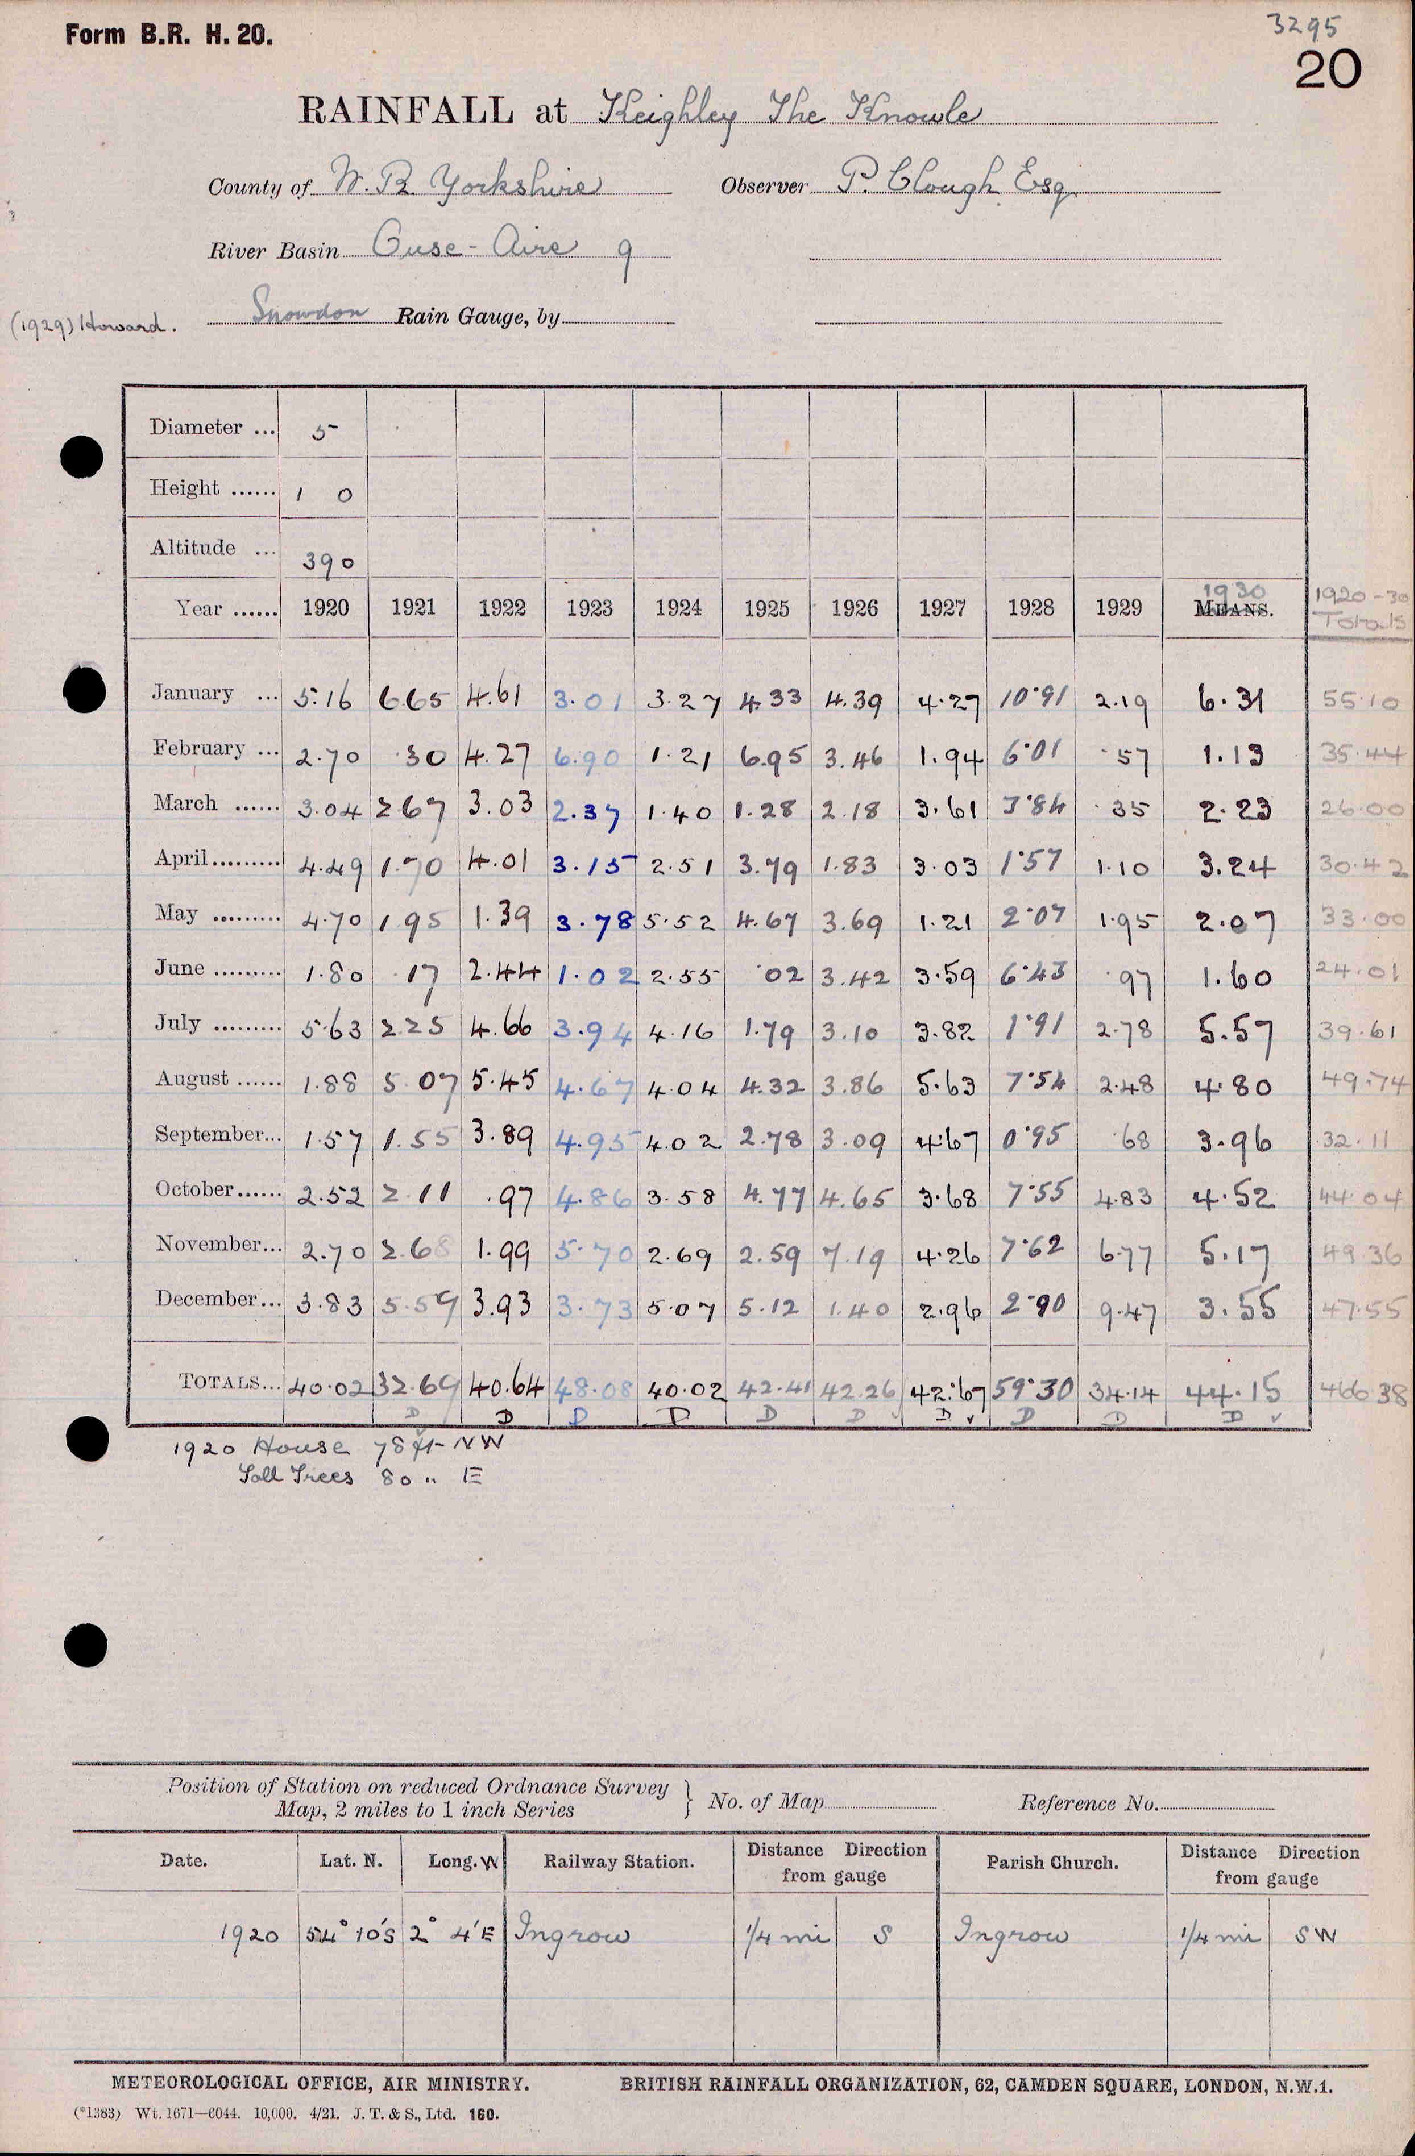 3295
Form B.R. H. 20.
20
RAINFALL at Keighley The Knowle
County of W. R. Yorkshire Observer P. Clough Esq.
River Basin Ouse - Aire 9
(1929) Howard. Snowdon Rain Gauge, by
Diameter ... 5
Height ...... 1 0
Altitude ... 390
Year ...... 1920 1921 1922 1923 1924 1925 1926 1927 1928 1929 1930 MEANS. 1920-30 Totals
January ... 5.16 6.65 4.61 3.01 3.27 4.33 4.39 4.27 10.91 2.19 6.31 55.10
February ... 2.70 .30 4.27 6.90 1.21 6.95 3.46 1.94 6.01 .57 1.13 35.44
March ...... 3.04 2.67 3.03 2.37 1.40 1.28 2.18 3.61 3.84 .35 2.23 26.00
April ......... 4.49 1.70 4.01 3.15 2.51 3.79 1.83 3.03 1.57 1.10 3.24 30.42
May ......... 4.70 1.95 1.39 3.78 5.52 4.67 3.69 1.21 2.07 1.95 2.07 33.00
June ......... 1.80 .17 2.44 1.02 2.55 .02 3.42 3.59 6.43 .97 1.60 24.01
July ......... 5.63 2.25 4.66 3.94 4.16 1.79 3.10 3.82 1.91 2.78 5.57 39.61
August ...... 1.88 5.07 5.45 4.67 4.04 4.32 3.86 5.63 7.54 2.48 4.80 49.74
September... 1.57 1.55 3.89 4.95 4.02 2.78 3.09 4.67 0.95 .68 3.96 32.11
October...... 2.52 2.11 .97 4.86 3.58 4.77 4.65 3.68 7.55 4.83 4.52 44.04
November... 2.70 2.68 1.99 5.70 2.69 2.59 7.19 4.26 7.62 6.77 5.17 49.36
December... 3.83 5.59 3.93 3.73 5.07 5.12 1.40 2.96 2.90 9.47 3.55 47.55
TOTALS... 40.02 32.69 40.64 48.08 40.02 42.41 42.26 42.67 59.30 34.14 44.15 466.38
D D D D D D D D D D
1920 House 78 ft NW
Tall Trees 80 " E
Position of Station on reduced Ordnance Survey
Map, 2 miles to 1 inch Series } No. of Map Reference No.
Date. Lat. N. Long. W Railway Station. Distance Direction from gauge Parish Church. Distance Direction from gauge
1920 54° 10'S 2° 4'E Ingrow 1/4 mi S Ingrow 1/4 mi SW
METEOROLOGICAL OFFICE, AIR MINISTRY. BRITISH RAINFALL ORGANIZATION, 62, CAMDEN SQUARE, LONDON, N.W.1.
(*1383) Wt. 1671—6044. 10,000. 4/21. J. T. & S., Ltd. 160.